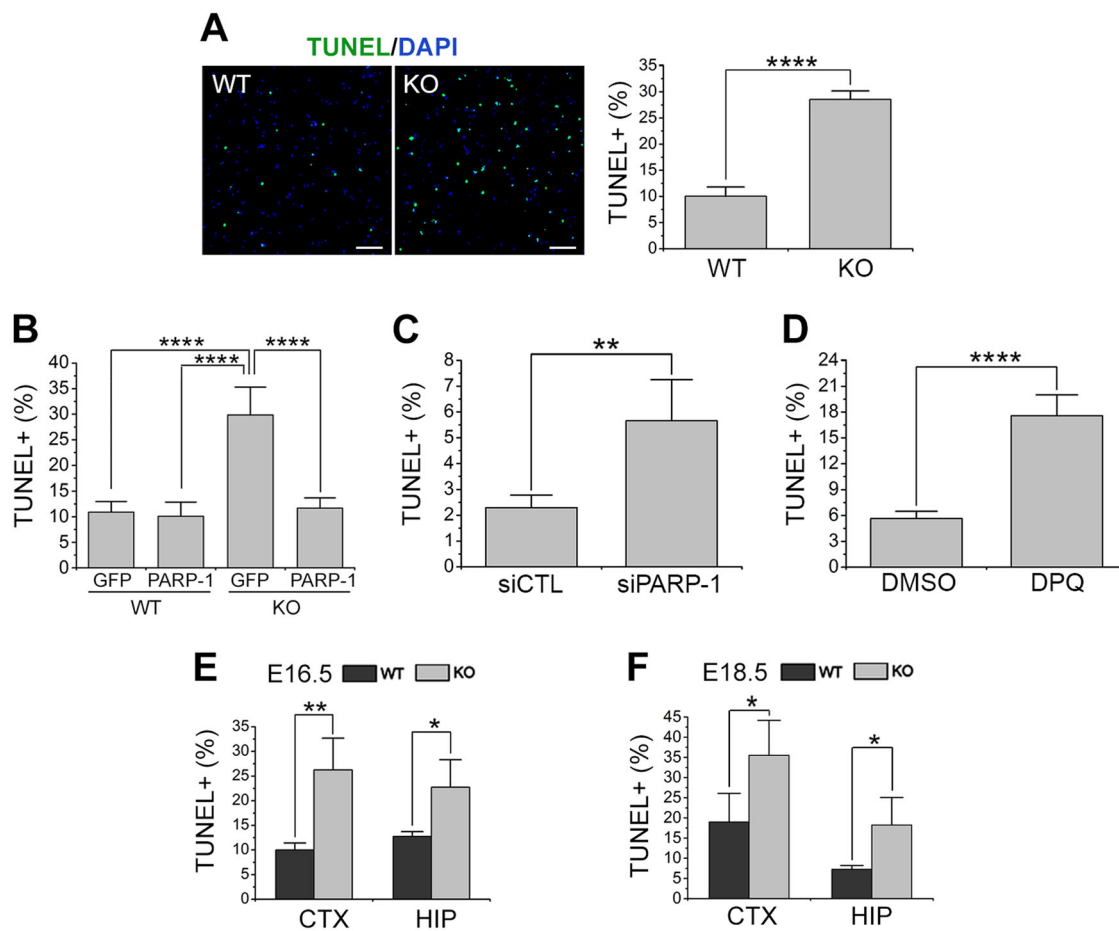 A
TUNEL/DAPI
WT
KO
TUNEL+ (%)
35
30
25
20
15
10
5
0
****
WT
KO
B
TUNEL+ (%)
40
35
30
25
20
15
10
5
0
****
****
****
GFP PARP-1 GFP PARP-1
WT
KO
C
TUNEL+ (%)
8
7
6
5
4
3
2
1
0
**
siCTL
siPARP-1
D
TUNEL+ (%)
24
21
18
15
12
9
6
3
0
****
DMSO
DPQ
E
E16.5 WT KO
TUNEL+ (%)
35
30
25
20
15
10
5
0
**
*
CTX
HIP
F
E18.5 WT KO
TUNEL+ (%)
45
40
35
30
25
20
15
10
5
0
*
*
CTX
HIP